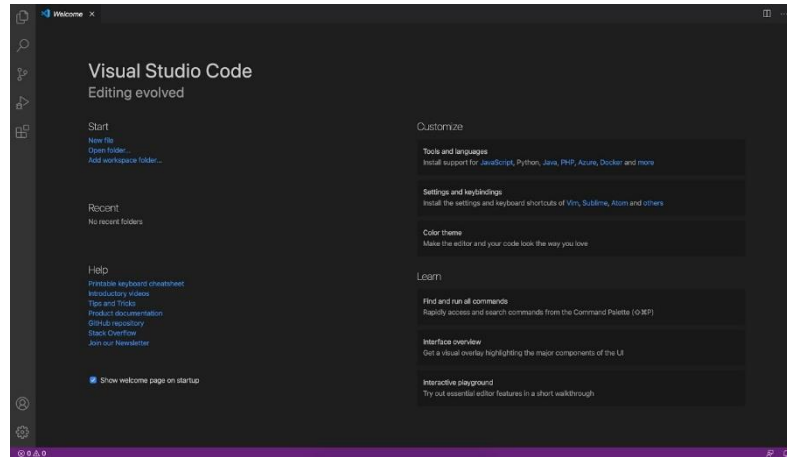 Welcome
Visual Studio Code
Editing evolved
Start
New file
Open folder...
Add workspace folder...
Recent
No recent folders
Help
Printable keyboard cheatsheet
Introductory videos
Tips and Tricks
Product documentation
GitHub repository
Stack Overflow
Join our Newsletter
Show welcome page on startup
Customize
Tools and languages
Install support for JavaScript, Python, Java, PHP, Azure, Docker and more
Settings and keybindings
Install the settings and keyboard shortcuts of Vim, Sublime, Atom and others
Color theme
Make the editor and your code look the way you love
Learn
Find and run all commands
Rapidly access and search commands from the Command Palette (⇧⌘P)
Interface overview
Get a visual overlay highlighting the major components of the UI
Interactive playground
Try out essential editor features in a short walkthrough
0 0